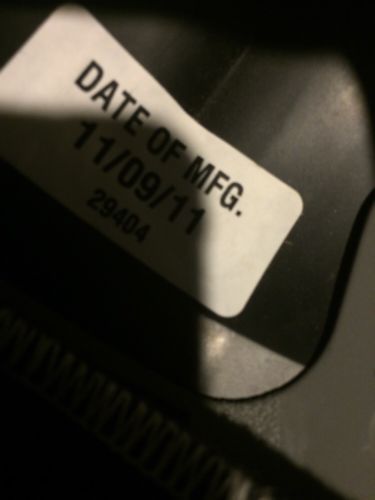 DATE OF MFG.
11/09/11
29404